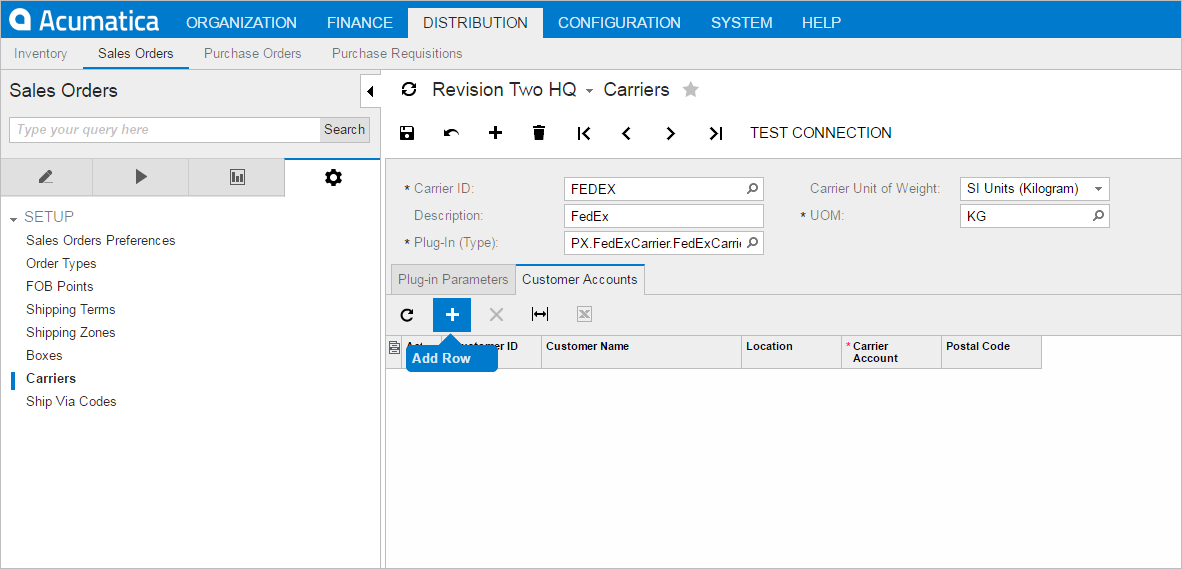 Acumatica ORGANIZATION FINANCE DISTRIBUTION CONFIGURATION SYSTEM HELP
Inventory Sales Orders Purchase Orders Purchase Requisitions
Sales Orders
Type your query here Search
SETUP
Sales Orders Preferences
Order Types
FOB Points
Shipping Terms
Shipping Zones
Boxes
Carriers
Ship Via Codes
Revision Two HQ Carriers
TEST CONNECTION
* Carrier ID: FEDEX Carrier Unit of Weight: SI Units (Kilogram)
Description: FedEx * UOM: KG
* Plug-In (Type): PX.FedExCarrier.FedExCarrie
Plug-in Parameters Customer Accounts
ID Customer Name Location * Carrier Account Postal Code
Add Row